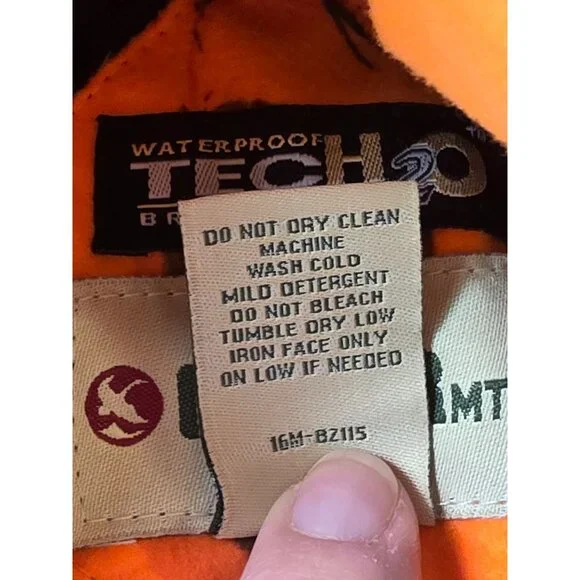 WATERPROOF
TECH2O
TM
DO NOT DRY CLEAN
MACHINE
WASH COLD
MILD DETERGENT
DO NOT BLEACH
TUMBLE DRY LOW
IRON FACE ONLY
ON LOW IF NEEDED
MT
16M-BZ115